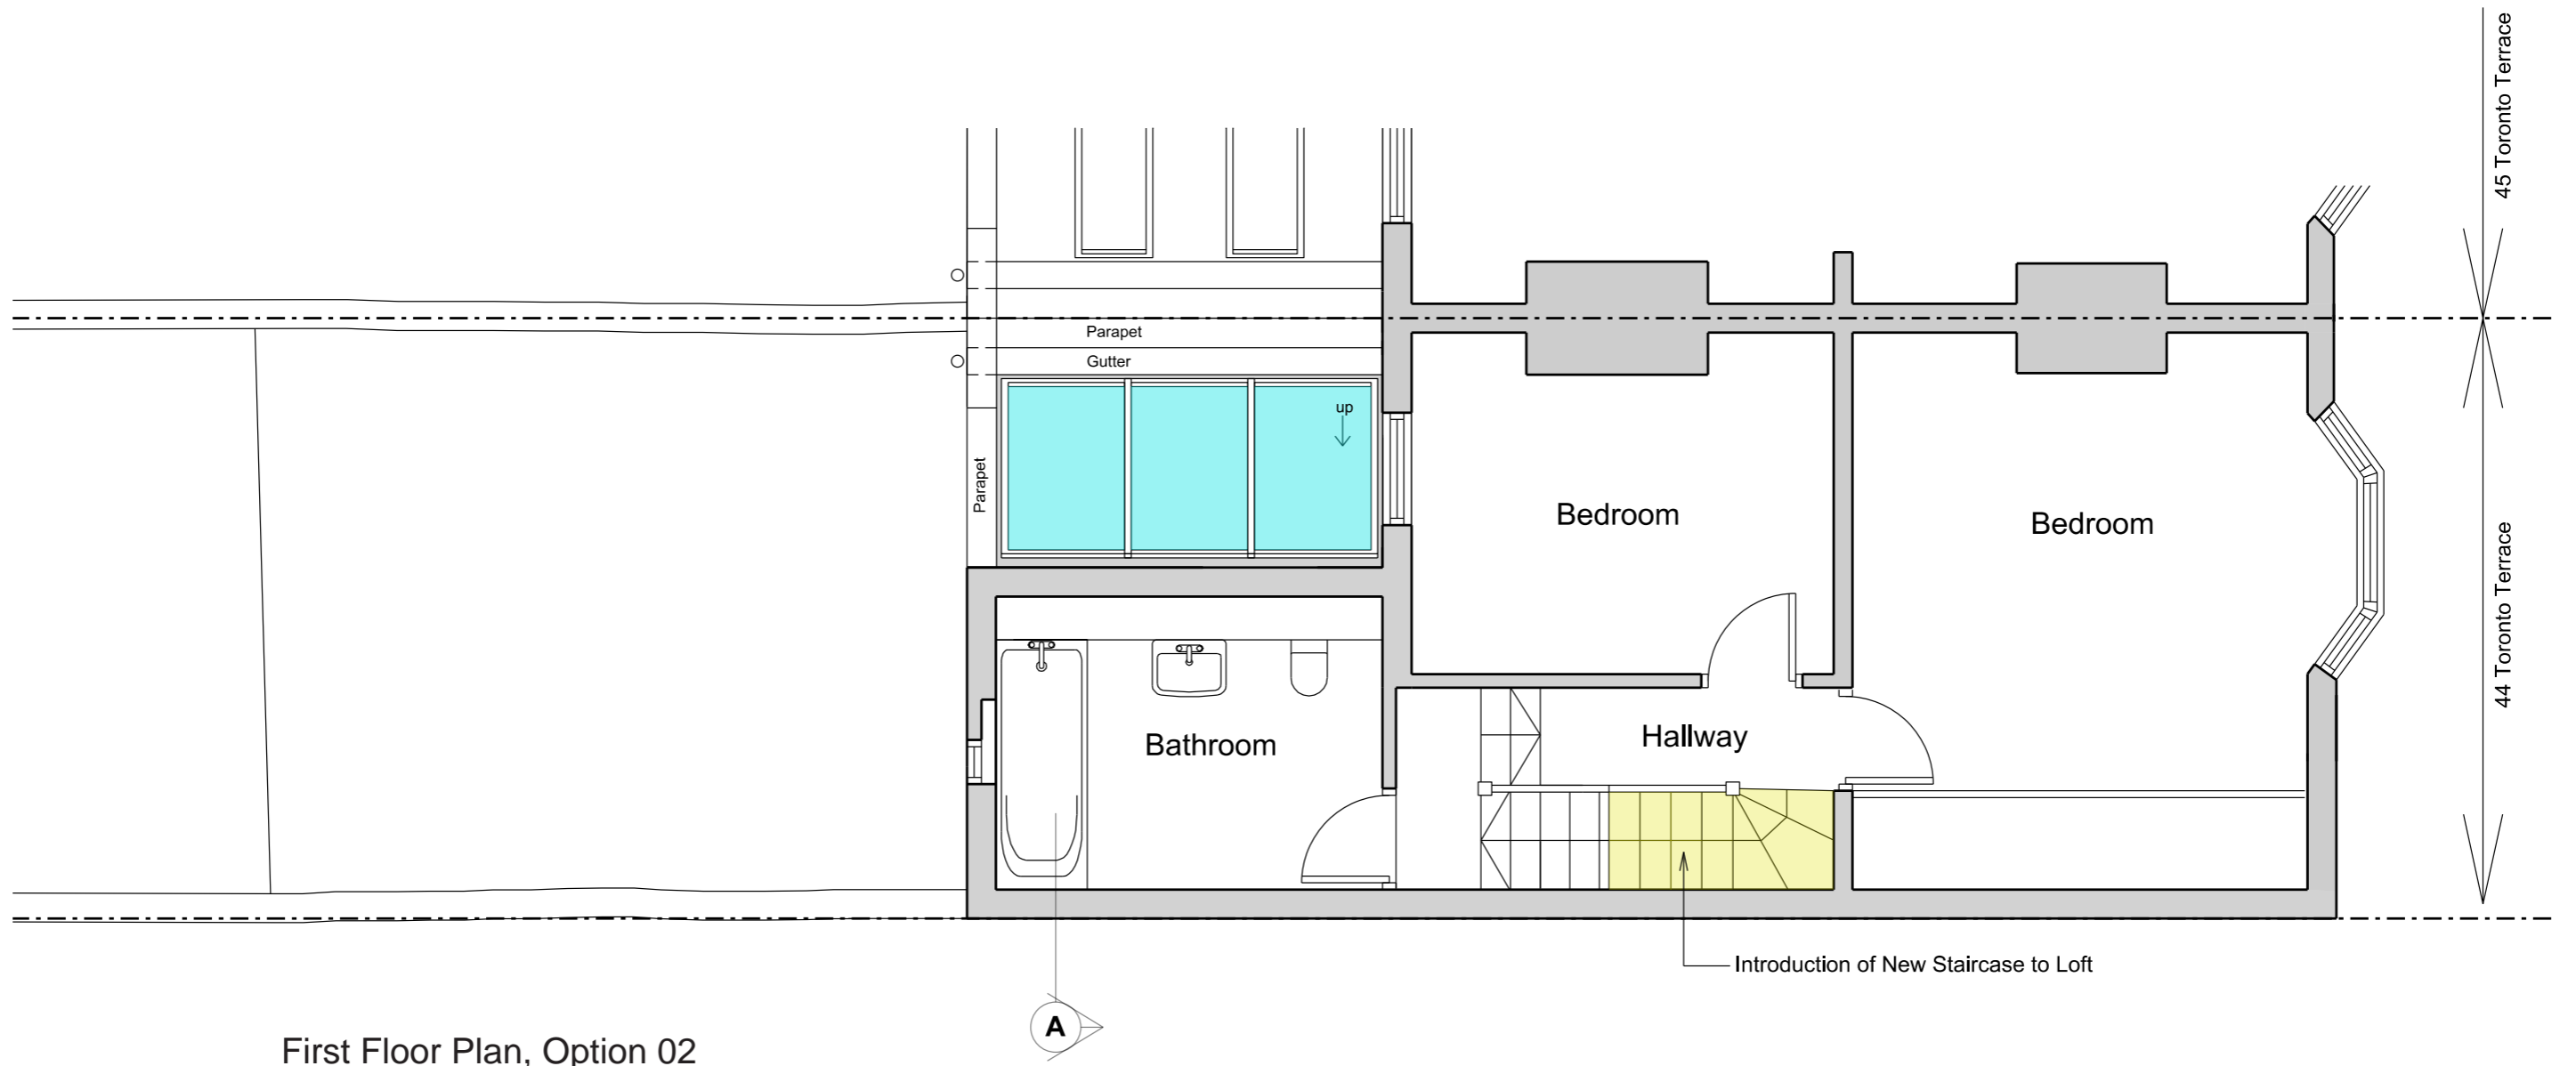 45 Toronto Terrace
Parapet
Gutter
up
Parapet
Bedroom
Bedroom
44 Toronto Terrace
Bathroom
Hallway
Introduction of New Staircase to Loft
A
First Floor Plan, Option 02